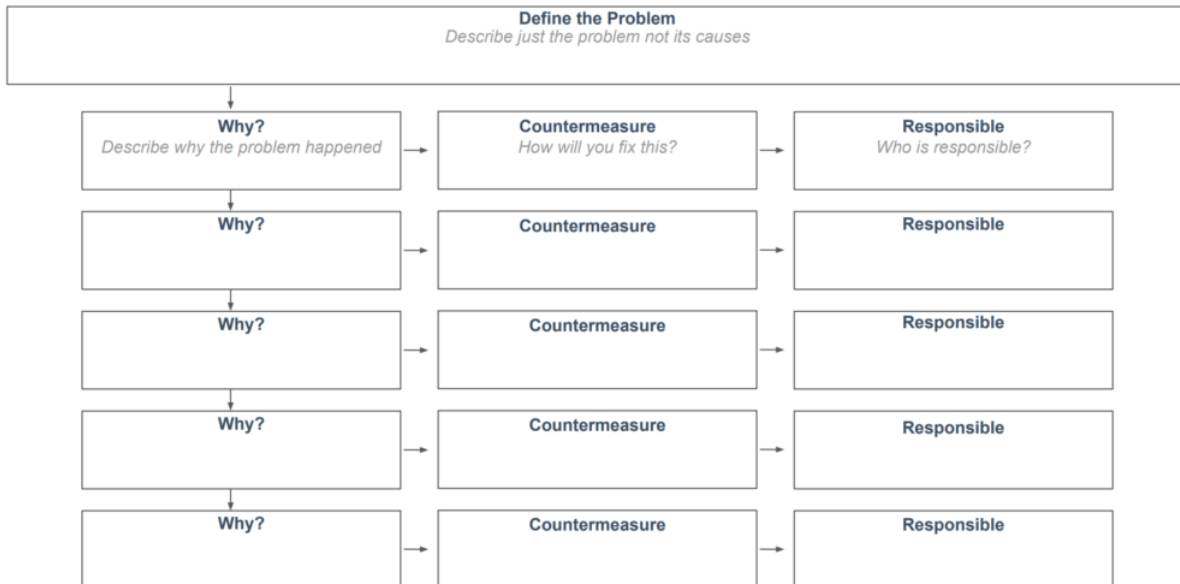 Define the Problem
Describe just the problem not its causes
Why?
Describe why the problem happened
Countermeasure
How will you fix this?
Responsible
Who is responsible?
Why?
Countermeasure
Responsible
Why?
Countermeasure
Responsible
Why?
Countermeasure
Responsible
Why?
Countermeasure
Responsible